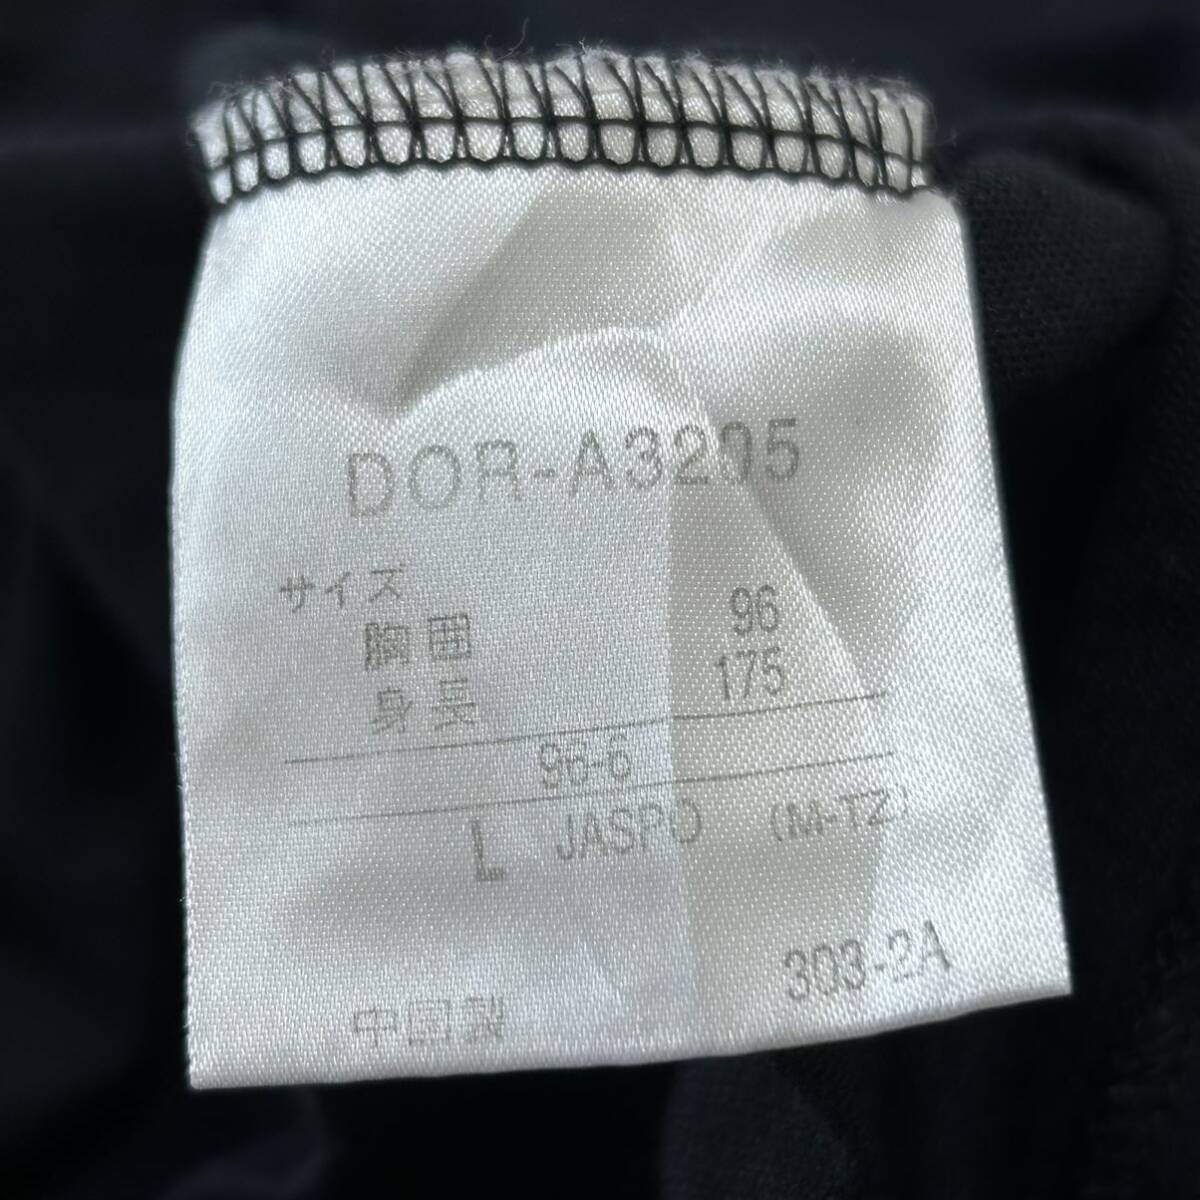 DOR-A3205
サイズ
胸囲 96
身長 175
96-6
L JASPO (M-TZ)
303-2A
中国製